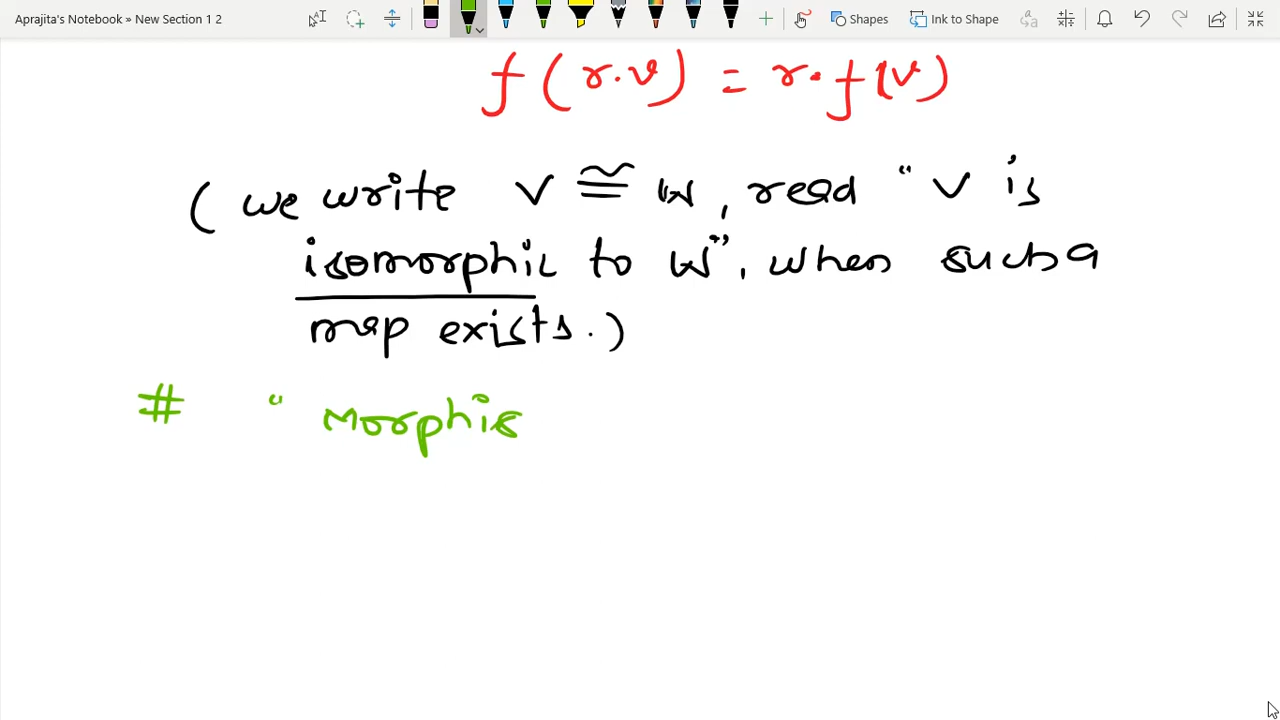 Aprajita's Notebook » New Section 1 2
Shapes
Ink to Shape
f(r.v) = r.f(v)
( we write V ≅ W, read "V is
isomorphic to W", when such a
map exists.)
# " Morphis